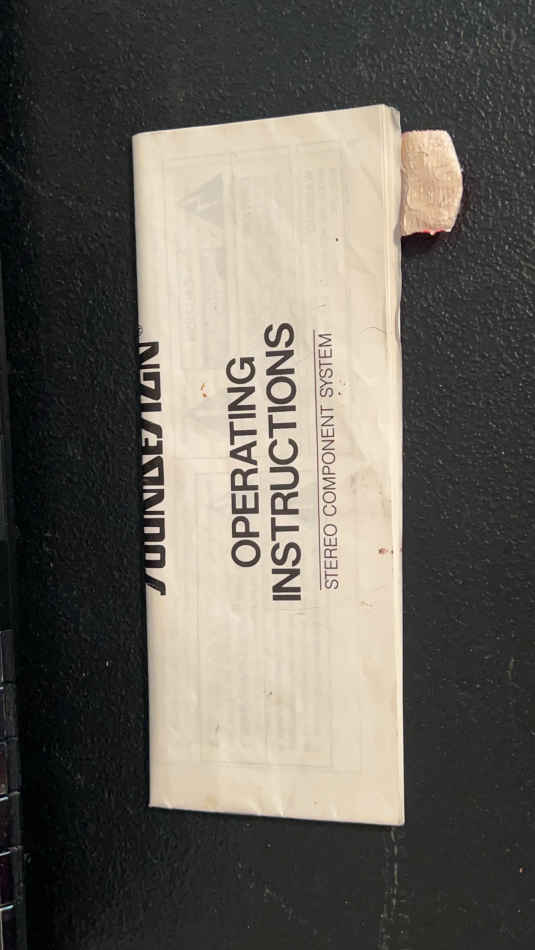 SOUNDESIGN®
OPERATING
INSTRUCTIONS
STEREO COMPONENT SYSTEM